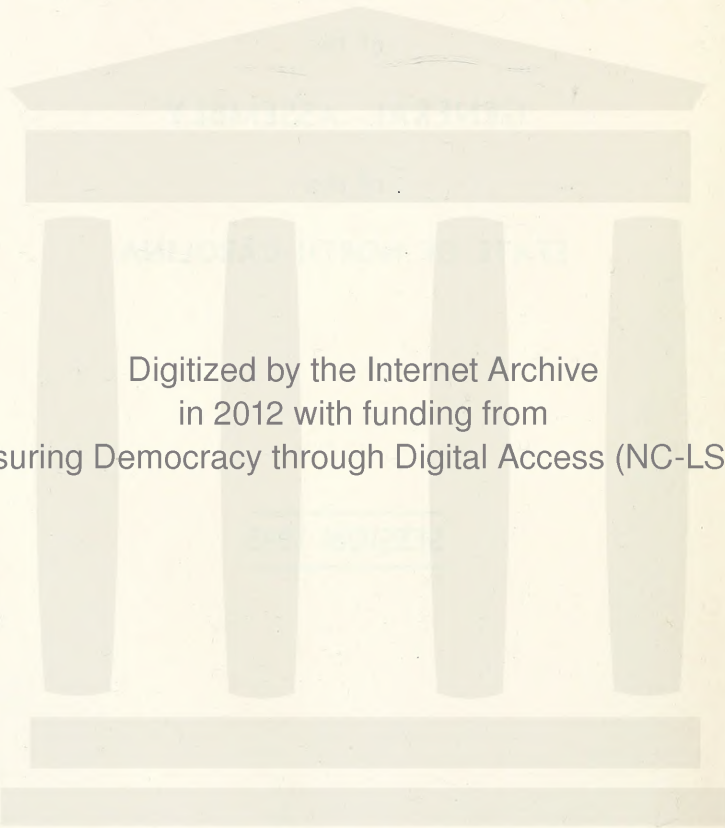 Digitized by the Internet Archive
in 2012 with funding from
suring Democracy through Digital Access (NC-LS